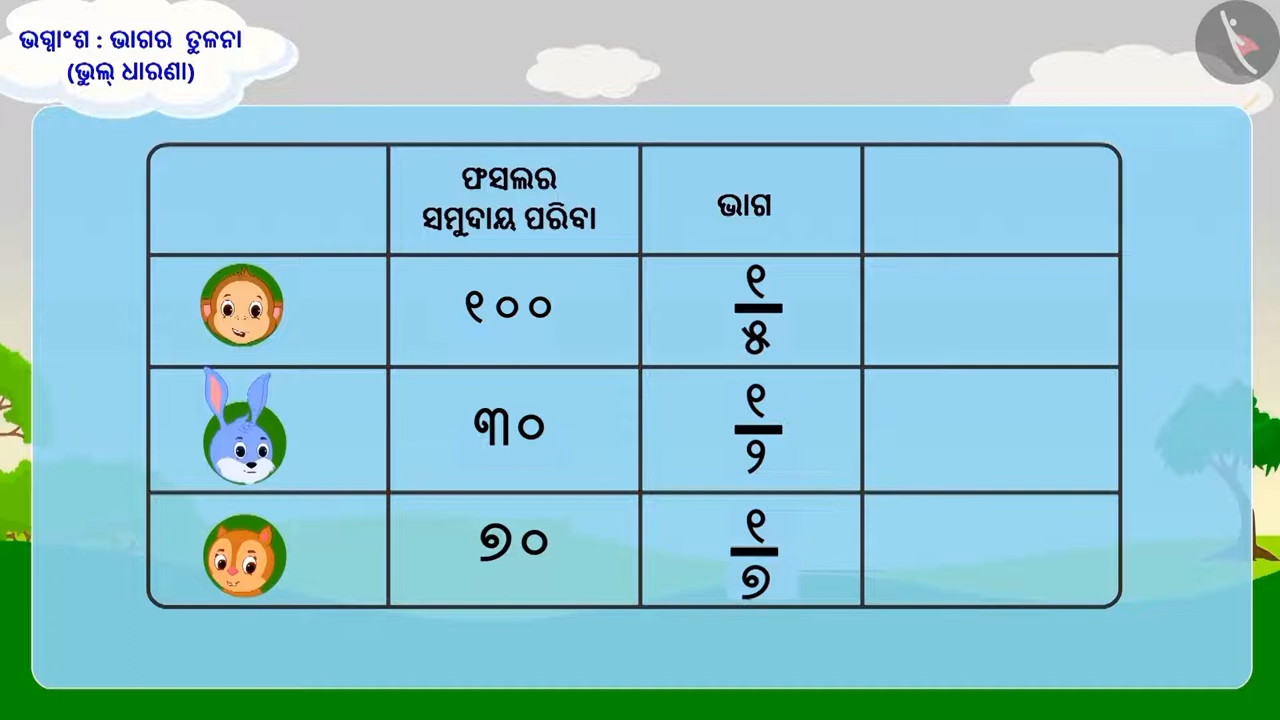 ଭଗ୍ନାଂଶ : ଭାଗର ତୁଳନା
(ଭୁଲ୍ ଧାରଣା)
ଫସଲର
ସମୁଦାୟ ପରିବା
ଭାଗ
୧୦୦
୧
୫
୩୦
୧
୨
୭୦
୧
୭